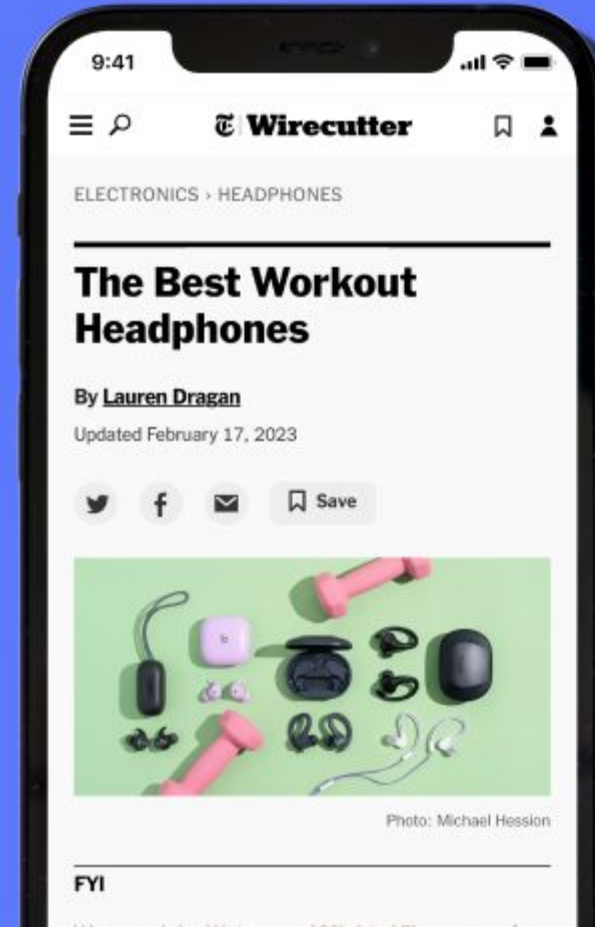 9:41
Wirecutter
ELECTRONICS › HEADPHONES
The Best Workout
Headphones
By Lauren Dragan
Updated February 17, 2023
Save
Photo: Michael Hession
FYI